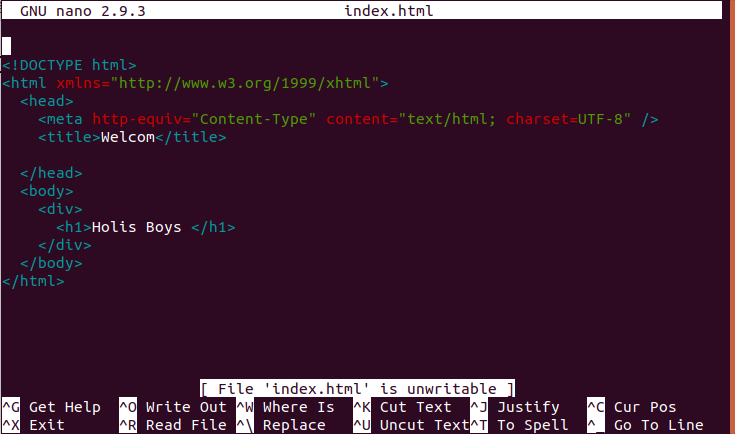 GNU nano 2.9.3 index.html
<!DOCTYPE html>
<html xmlns="http://www.w3.org/1999/xhtml">
<head>
<meta http-equiv="Content-Type" content="text/html; charset=UTF-8" />
<title>Welcom</title>
</head>
<body>
<div>
<h1>Holis Boys </h1>
</div>
</body>
</html>
[ File 'index.html' is unwritable ]
^G Get Help ^O Write Out ^W Where Is ^K Cut Text ^J Justify ^C Cur Pos
^X Exit ^R Read File ^\ Replace ^U Uncut Text ^T To Spell ^_ Go To Line